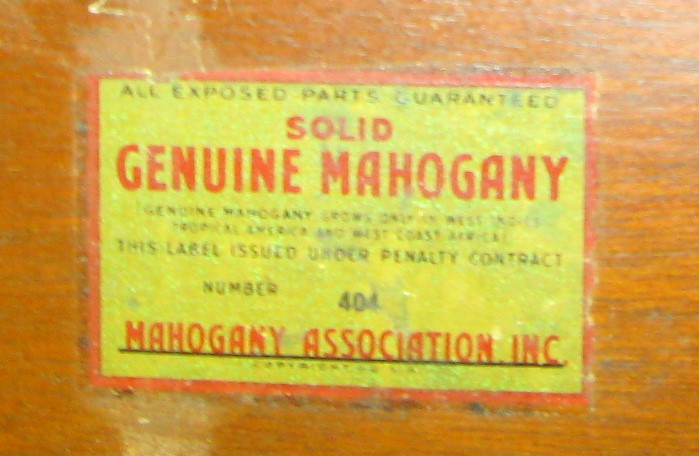 ALL EXPOSED PARTS GUARANTEED
SOLID
GENUINE MAHOGANY
(GENUINE MAHOGANY GROWS ONLY IN WEST INDIES
TROPICAL AMERICA AND WEST COAST AFRICA)
THIS LABEL ISSUED UNDER PENALTY CONTRACT
NUMBER 404
MAHOGANY ASSOCIATION, INC.
COPYRIGHT